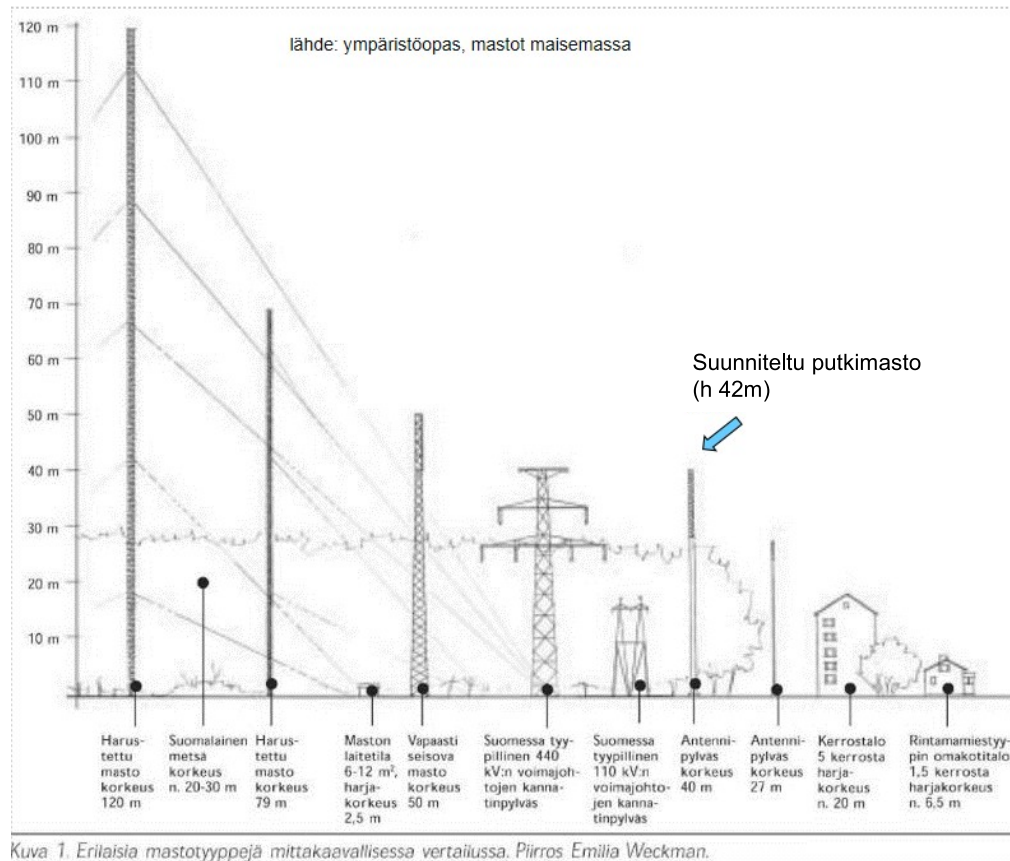 120 m
lähde: ympäristöopas, mastot maisemassa
110 m
100 m
90 m
80 m
70 m
60 m
50 m
40 m
30 m
20 m
10 m
Suunniteltu putkimasto
(h 42m)
Harus-
tettu
masto
korkeus
120 m
Suomalainen
metsä
korkeus
n. 20-30 m
Harus-
tettu
masto
korkeus
79 m
Maston
laitetila
6-12 m²,
harja-
korkeus
2,5 m
Vapaasti
seisova
masto
korkeus
50 m
Suomessa ty-
pillinen 440
kV:n voimajoh-
tojen kanna-
tinpylväs
Suomessa
tyypillinen
110 kV:n
voimajohto-
jen kanna-
tinpylväs
Antenni-
pylväs
korkeus
40 m
Antenni-
pylväs
korkeus
27 m
Kerrostalo
5 kerrosta
harja-
korkeus
n. 20 m
Rintamamiestyy-
pin omakotitalo
1,5 kerrosta
harjakorkeus
n. 6,5 m
Kuva 1. Erilaisia mastotyyppejä mittakaavallisessa vertailussa. Piirros Emilia Weckman.